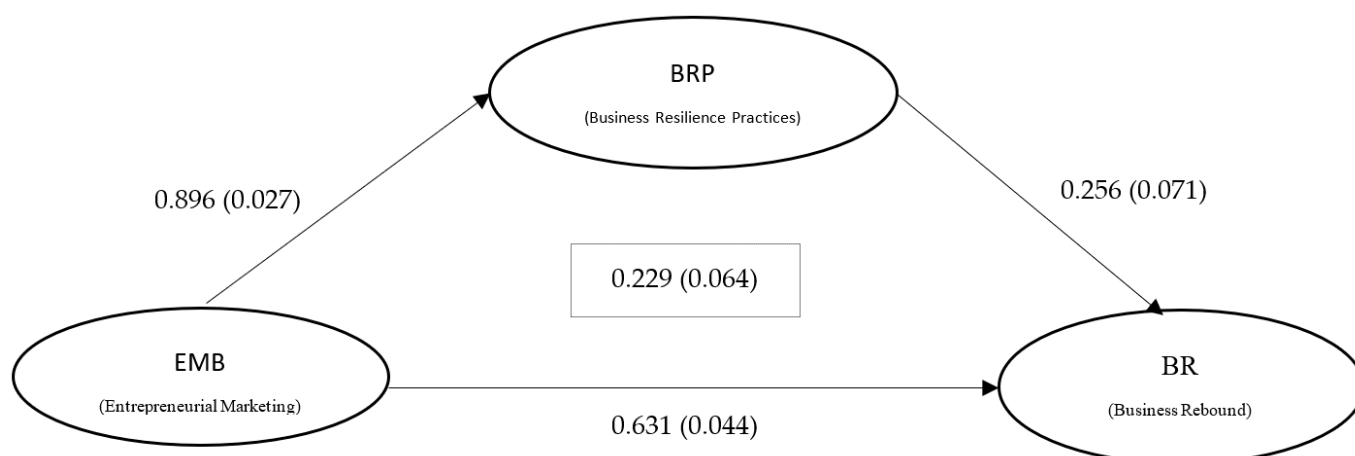 BRP
(Business Resilience Practices)
0.896 (0.027)
0.256 (0.071)
0.229 (0.064)
EMB
(Entrepreneurial Marketing)
BR
(Business Rebound)
0.631 (0.044)